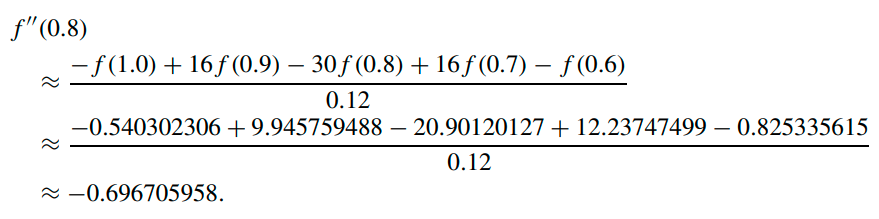 f″(0.8)
≈ −f(1.0) + 16f(0.9) − 30f(0.8) + 16f(0.7) − f(0.6)
0.12
≈ −0.540302306 + 9.945759488 − 20.90120127 + 12.23747499 − 0.825335615
0.12
≈ −0.696705958.